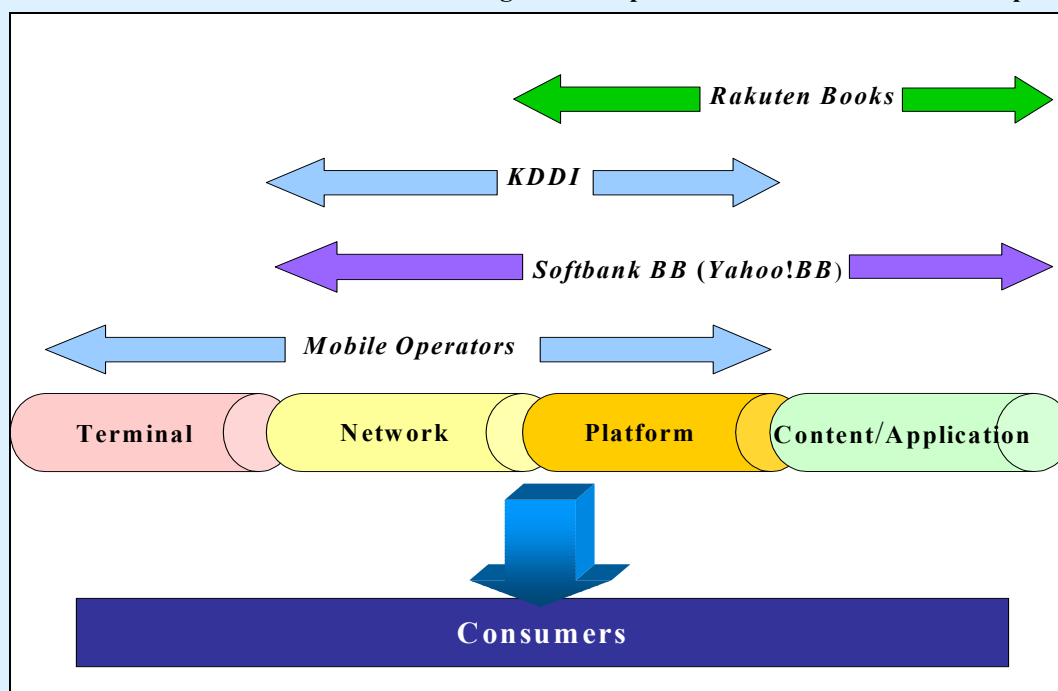 Rakuten Books
KDDI
Softbank BB (Yahoo!BB)
Mobile Operators
Terminal Network Platform Content/Application
Consumers